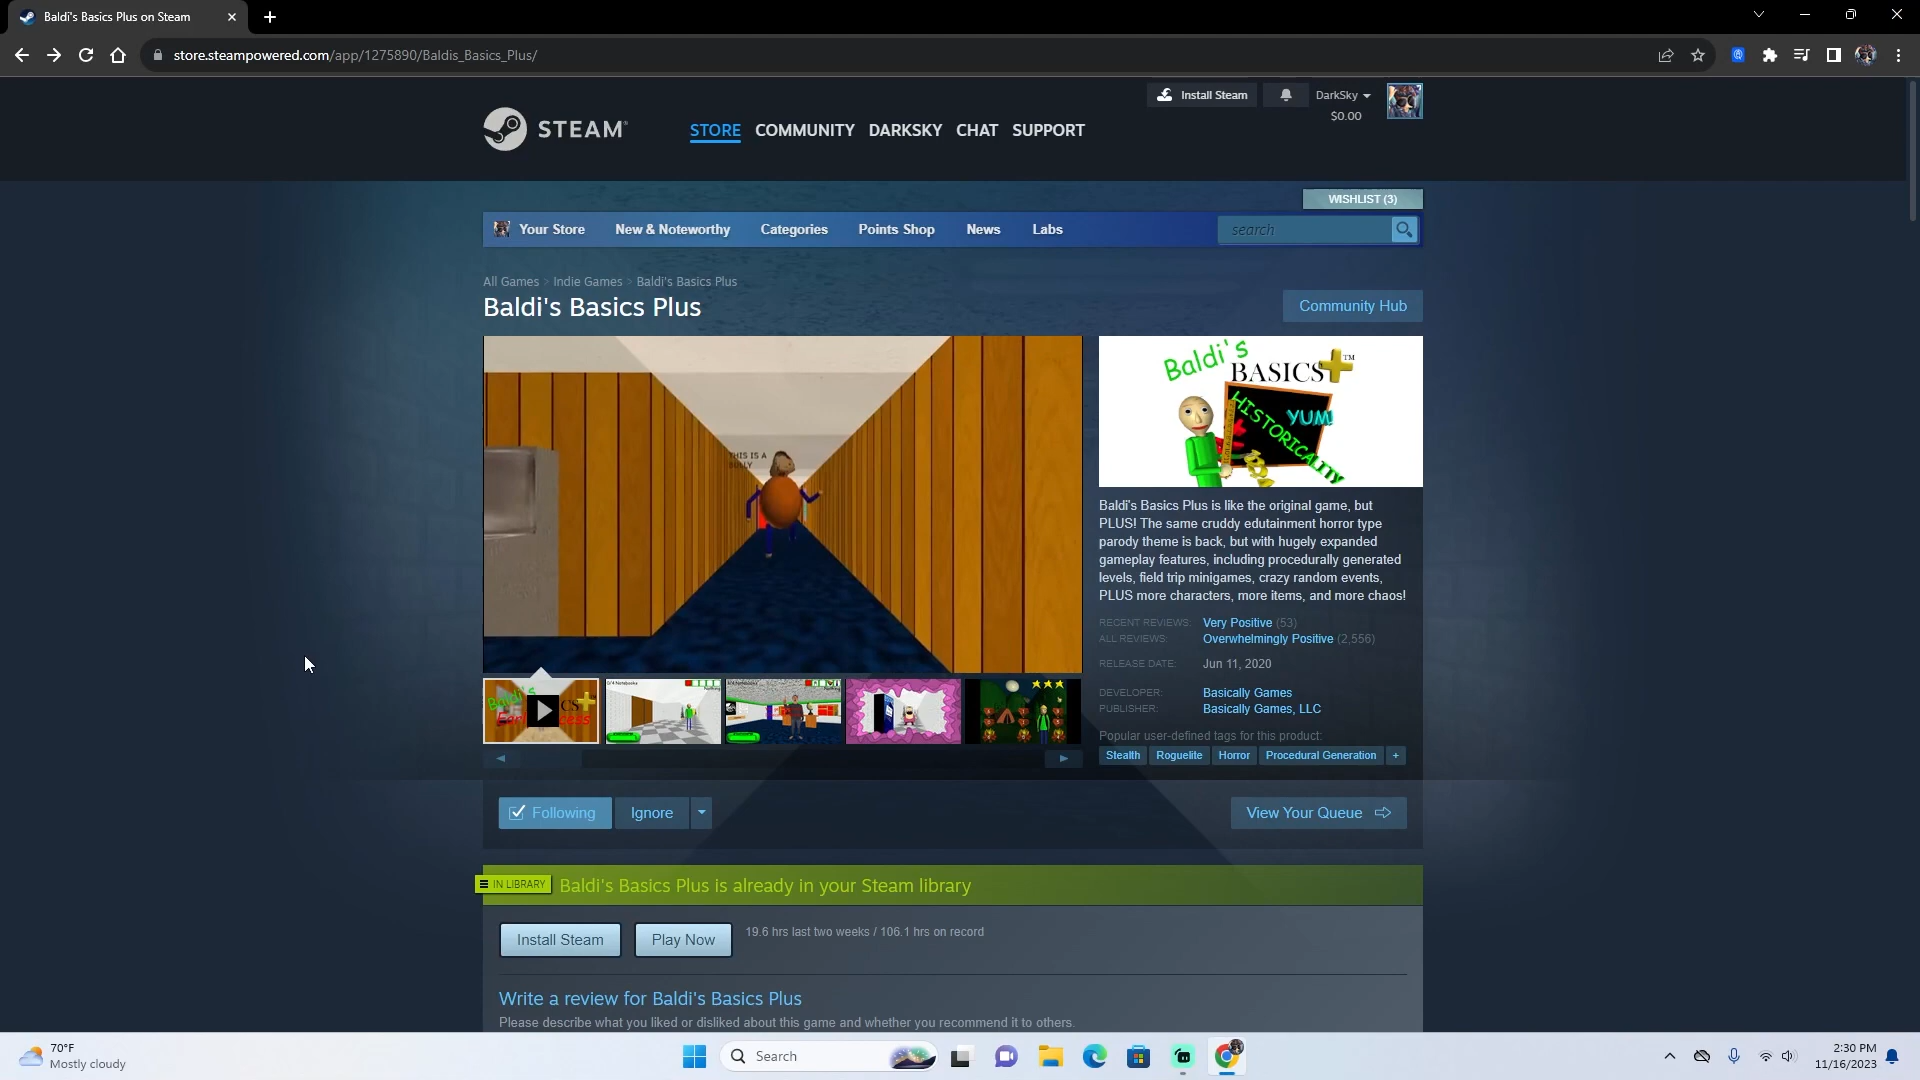 Baldi's Basics Plus on Steam
store.steampowered.com/app/1275890/Baldis_Basics_Plus/
Install Steam
DarkSky
$0.00
STEAM
STORE COMMUNITY DARKSKY CHAT SUPPORT
WISHLIST (3)
Your Store New & Noteworthy Categories Points Shop News Labs
search
All Games > Indie Games > Baldi's Basics Plus
Baldi's Basics Plus
Community Hub
THIS IS A
BULLY
Baldi's
BASICS+ TM
HISTORICALITY
YUM!
Baldi's Basics Plus is like the original game, but
PLUS! The same cruddy edutainment horror type
parody theme is back, but with hugely expanded
gameplay features, including procedurally generated
levels, field trip minigames, crazy random events,
PLUS more characters, more items, and more chaos!
RECENT REVIEWS: Very Positive (53)
ALL REVIEWS: Overwhelmingly Positive (2,556)
RELEASE DATE: Jun 11, 2020
DEVELOPER: Basically Games
PUBLISHER: Basically Games, LLC
Popular user-defined tags for this product:
Stealth Roguelite Horror Procedural Generation +
Following Ignore
View Your Queue
IN LIBRARY Baldi's Basics Plus is already in your Steam library
Install Steam Play Now 19.6 hrs last two weeks / 106.1 hrs on record
Write a review for Baldi's Basics Plus
Please describe what you liked or disliked about this game and whether you recommend it to others.
70°F
Mostly cloudy
Search
2:30 PM
11/16/2023